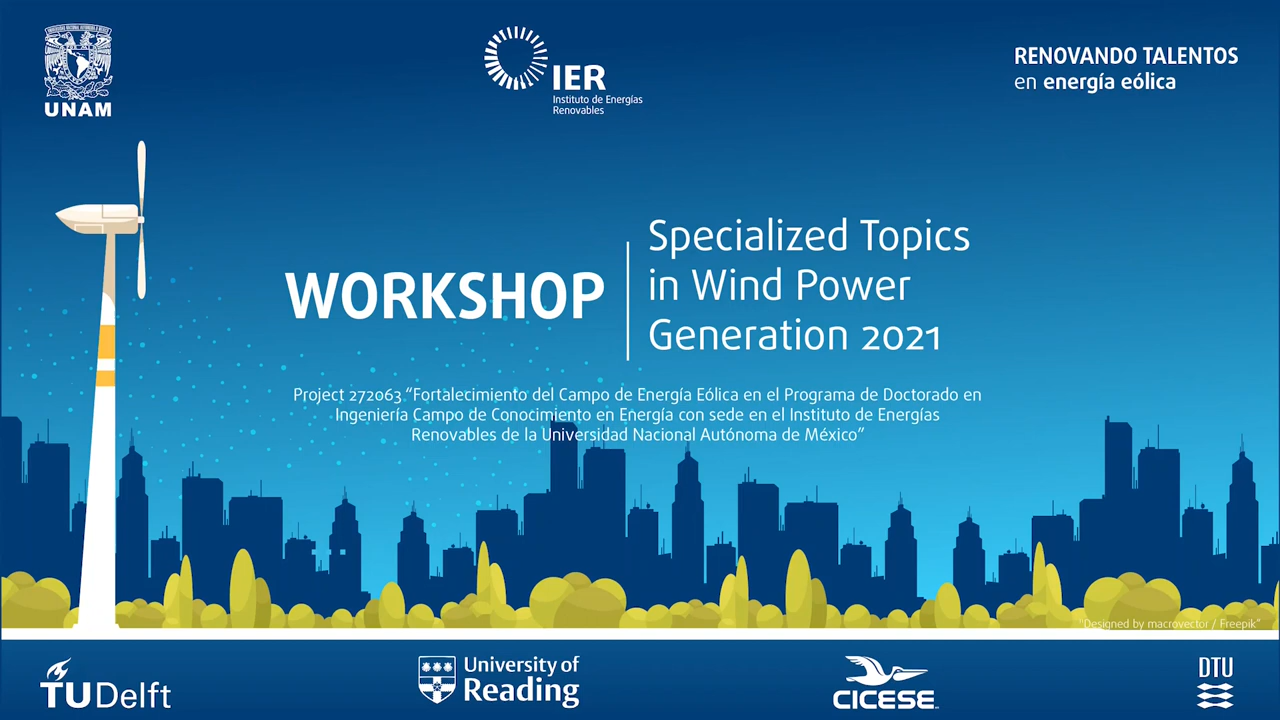 UNAM
IER
Instituto de Energías
Renovables
RENOVANDO TALENTOS
en energía eólica
WORKSHOP
Specialized Topics
in Wind Power
Generation 2021
Project 272063 “Fortalecimiento del Campo de Energía Eólica en el Programa de Doctorado en
Ingeniería Campo de Conocimiento en Energía con sede en el Instituto de Energías
Renovables de la Universidad Nacional Autónoma de México”
"Designed by macrovector / Freepik"
TU Delft
University of
Reading
CICESE
DTU